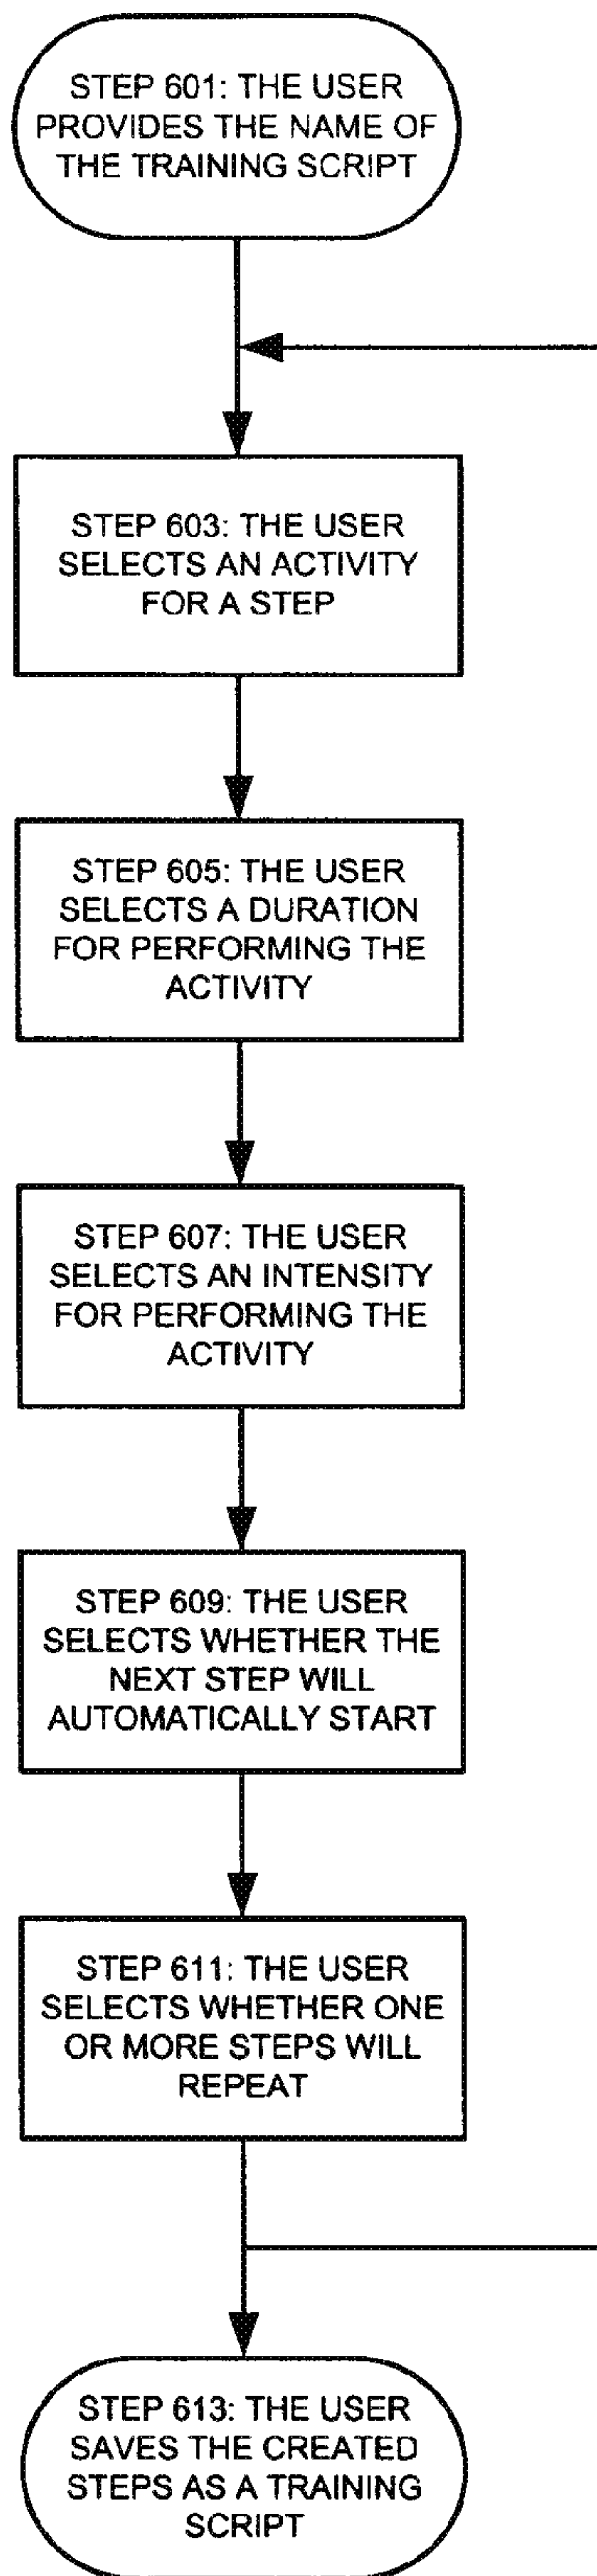 STEP 601: THE USER
PROVIDES THE NAME OF
THE TRAINING SCRIPT
STEP 603: THE USER
SELECTS AN ACTIVITY
FOR A STEP
STEP 605: THE USER
SELECTS A DURATION
FOR PERFORMING THE
ACTIVITY
STEP 607: THE USER
SELECTS AN INTENSITY
FOR PERFORMING THE
ACTIVITY
STEP 609: THE USER
SELECTS WHETHER THE
NEXT STEP WILL
AUTOMATICALLY START
STEP 611: THE USER
SELECTS WHETHER ONE
OR MORE STEPS WILL
REPEAT
STEP 613: THE USER
SAVES THE CREATED
STEPS AS A TRAINING
SCRIPT